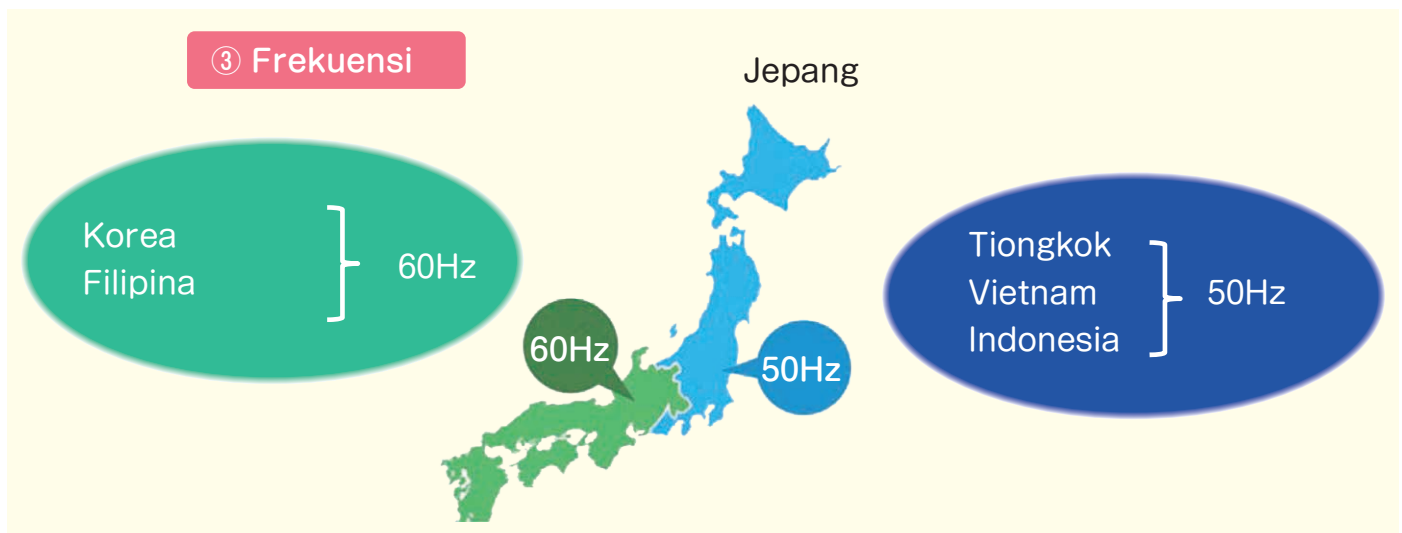 ③ Frekuensi
Jepang
Korea
Filipina
60Hz
60Hz
50Hz
Tiongkok
Vietnam
Indonesia
50Hz